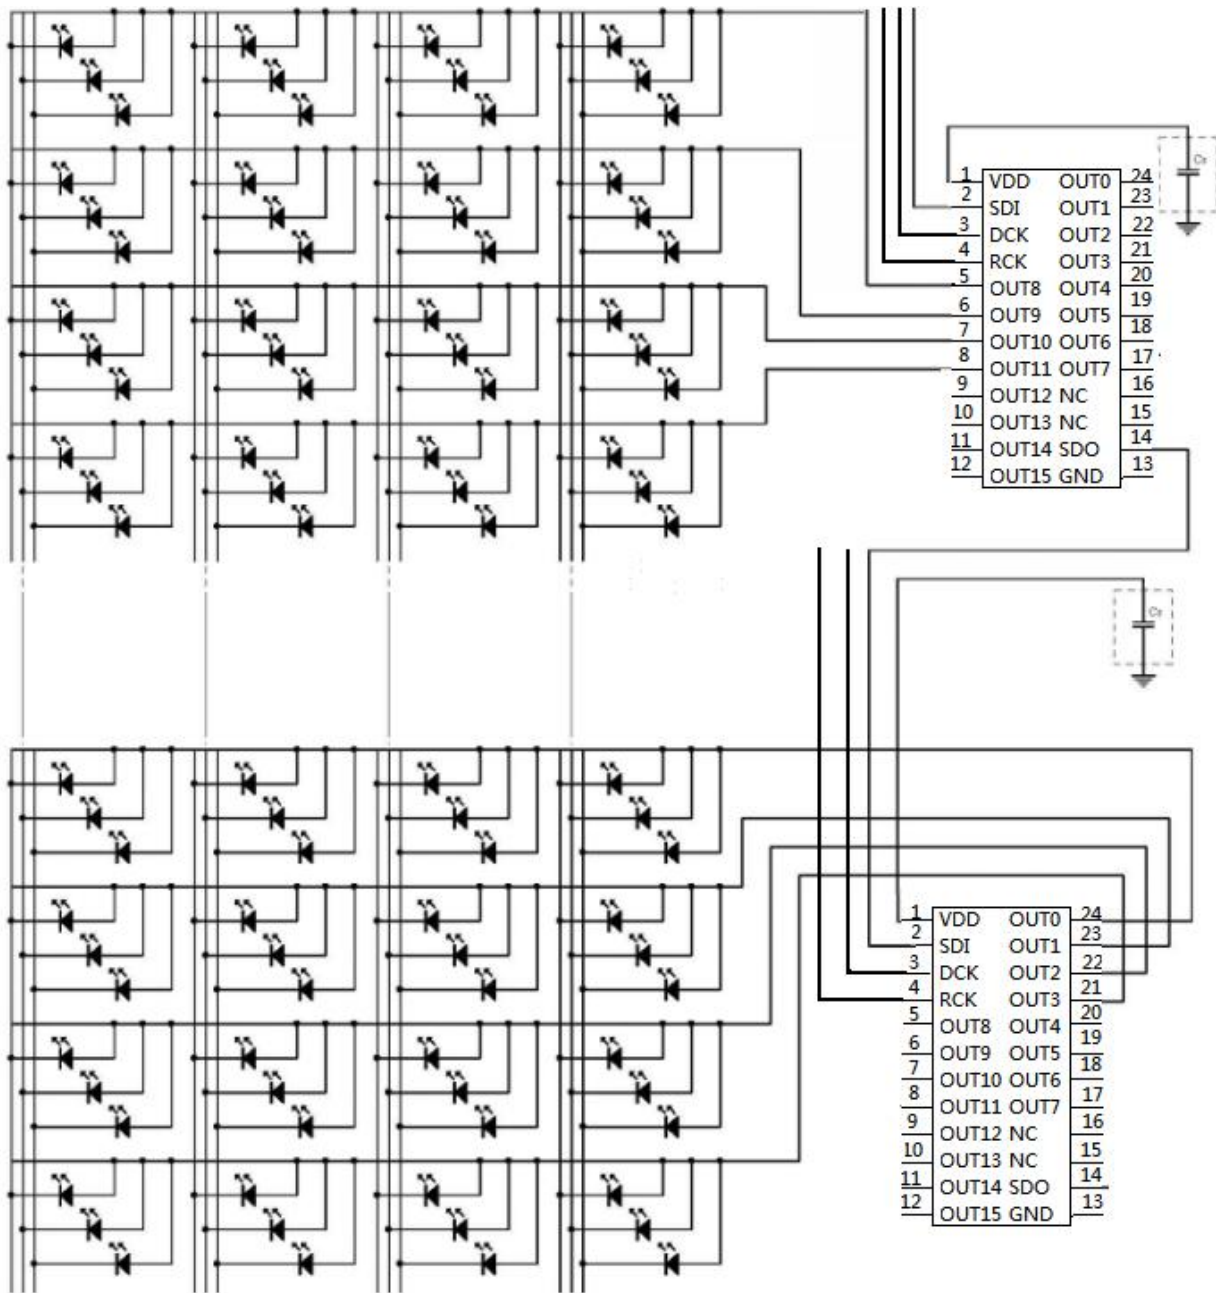 Cr
1 VDD OUT0 24
2 SDI OUT1 23
3 DCK OUT2 22
4 RCK OUT3 21
5 OUT8 OUT4 20
6 OUT9 OUT5 19
7 OUT10 OUT6 18
8 OUT11 OUT7 17
9 OUT12 NC 16
10 OUT13 NC 15
11 OUT14 SDO 14
12 OUT15 GND 13
1 VDD OUT0 24
2 SDI OUT1 23
3 DCK OUT2 22
4 RCK OUT3 21
5 OUT8 OUT4 20
6 OUT9 OUT5 19
7 OUT10 OUT6 18
8 OUT11 OUT7 17
9 OUT12 NC 16
10 OUT13 NC 15
11 OUT14 SDO 14
12 OUT15 GND 13